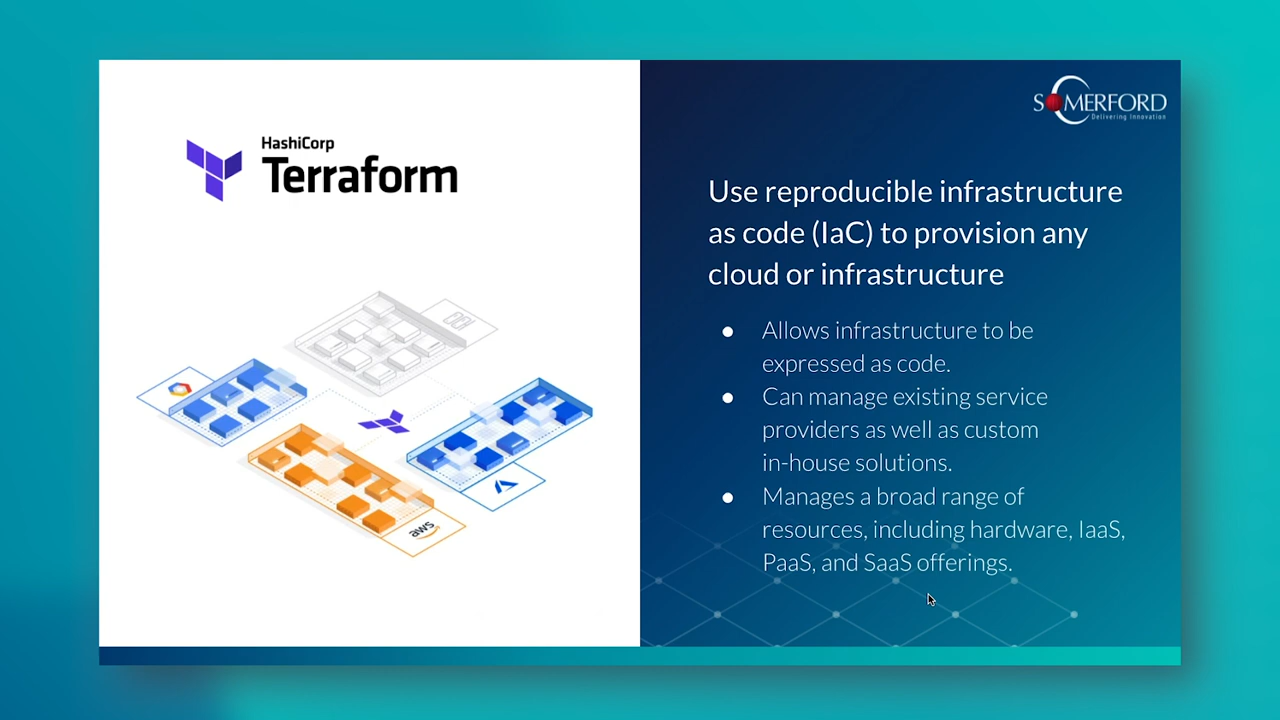 HashiCorp
Terraform
aws
SOMERFORD
Delivering Innovation
Use reproducible infrastructure
as code (IaC) to provision any
cloud or infrastructure
● Allows infrastructure to be
expressed as code.
● Can manage existing service
providers as well as custom
in-house solutions.
● Manages a broad range of
resources, including hardware, IaaS,
PaaS, and SaaS offerings.